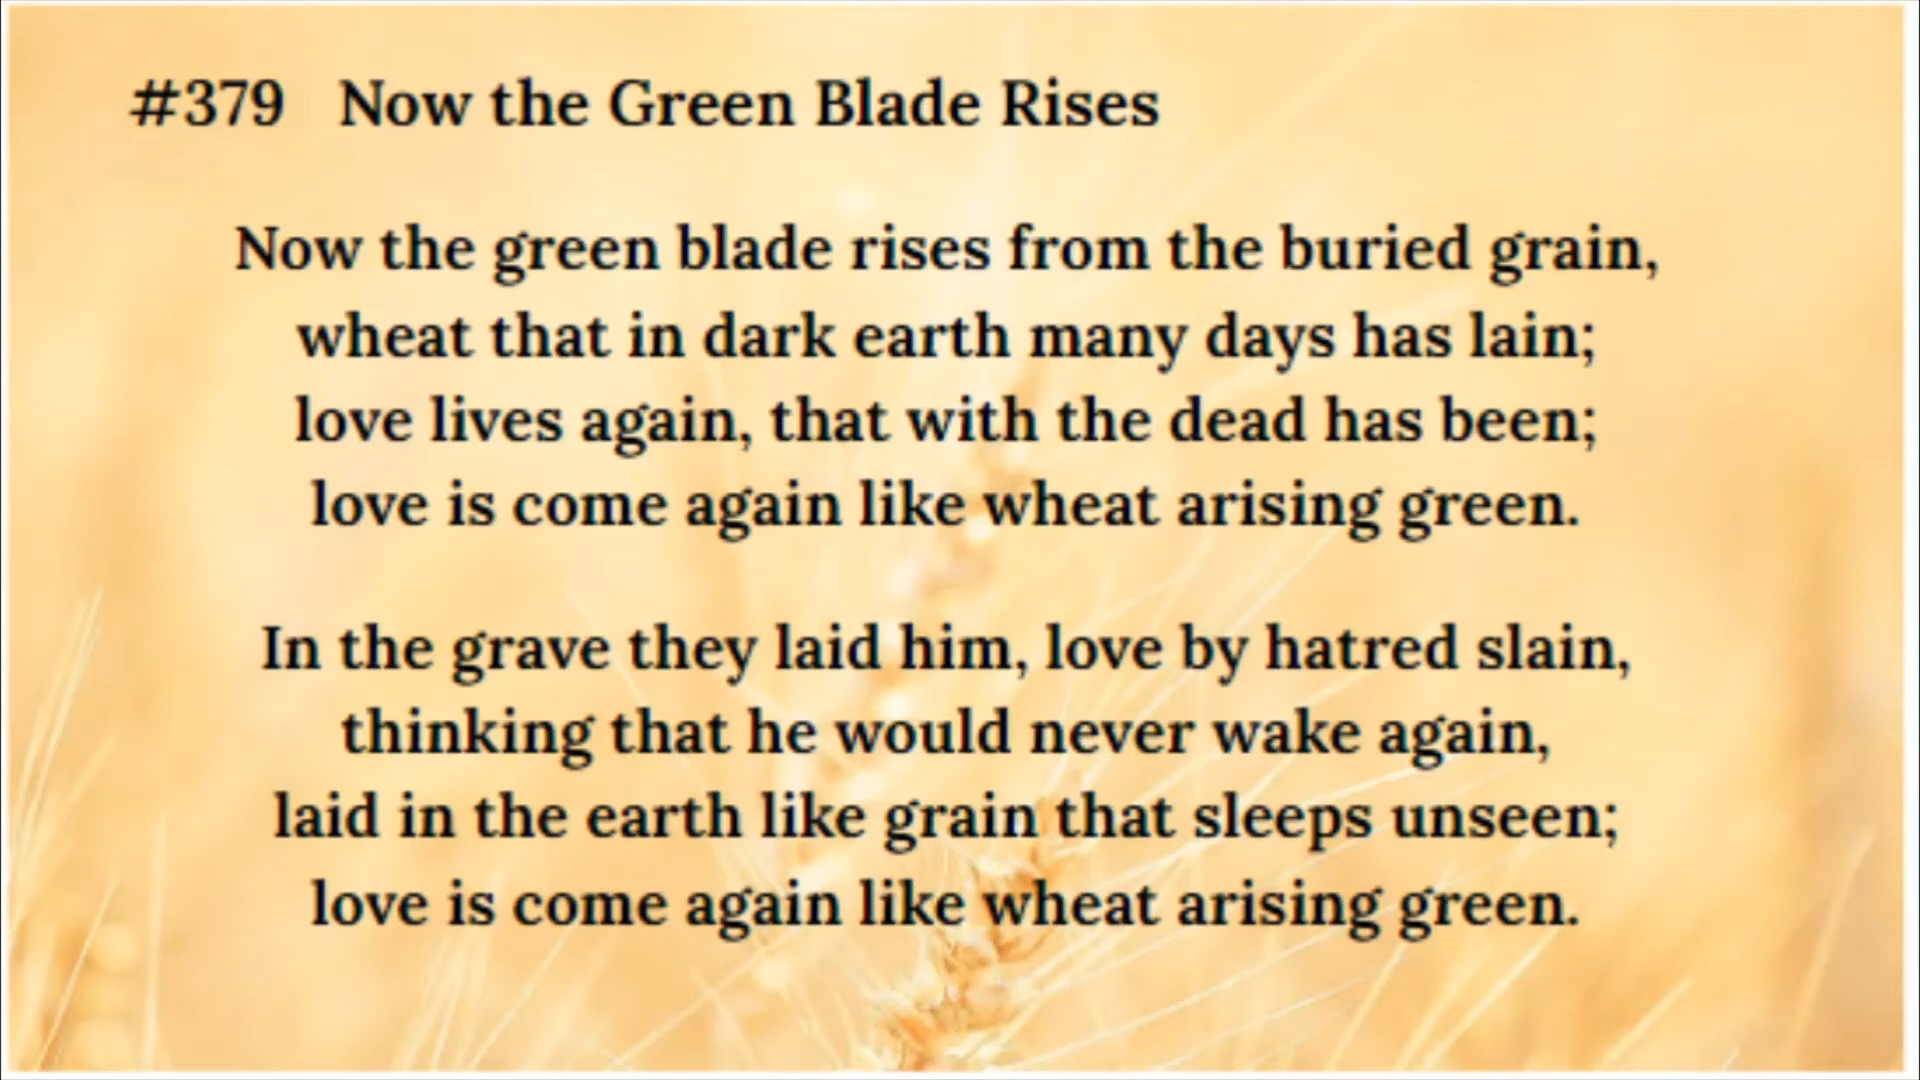 #379 Now the Green Blade Rises
Now the green blade rises from the buried grain,
wheat that in dark earth many days has lain;
love lives again, that with the dead has been;
love is come again like wheat arising green.
In the grave they laid him, love by hatred slain,
thinking that he would never wake again,
laid in the earth like grain that sleeps unseen;
love is come again like wheat arising green.